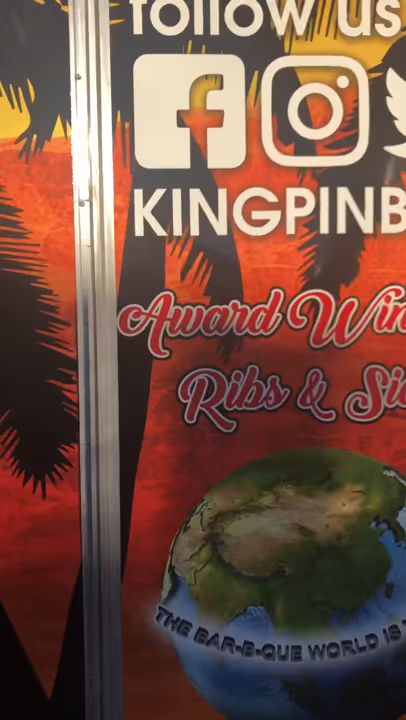 follow us
KINGPINB
Award Win
Ribs & Si
THE BAR-B-QUE WORLD IS